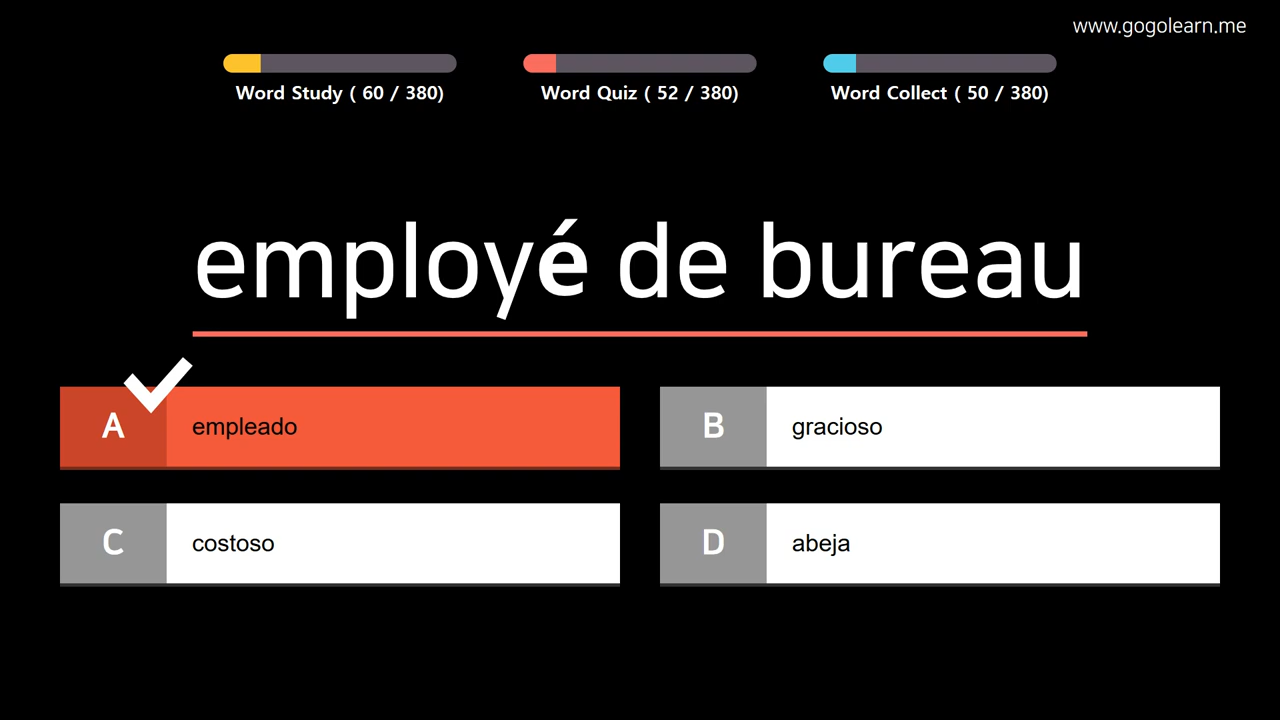 www.gogolearn.me
Word Study ( 60 / 380)
Word Quiz ( 52 / 380)
Word Collect ( 50 / 380)
employé de bureau
A empleado
B gracioso
C costoso
D abeja